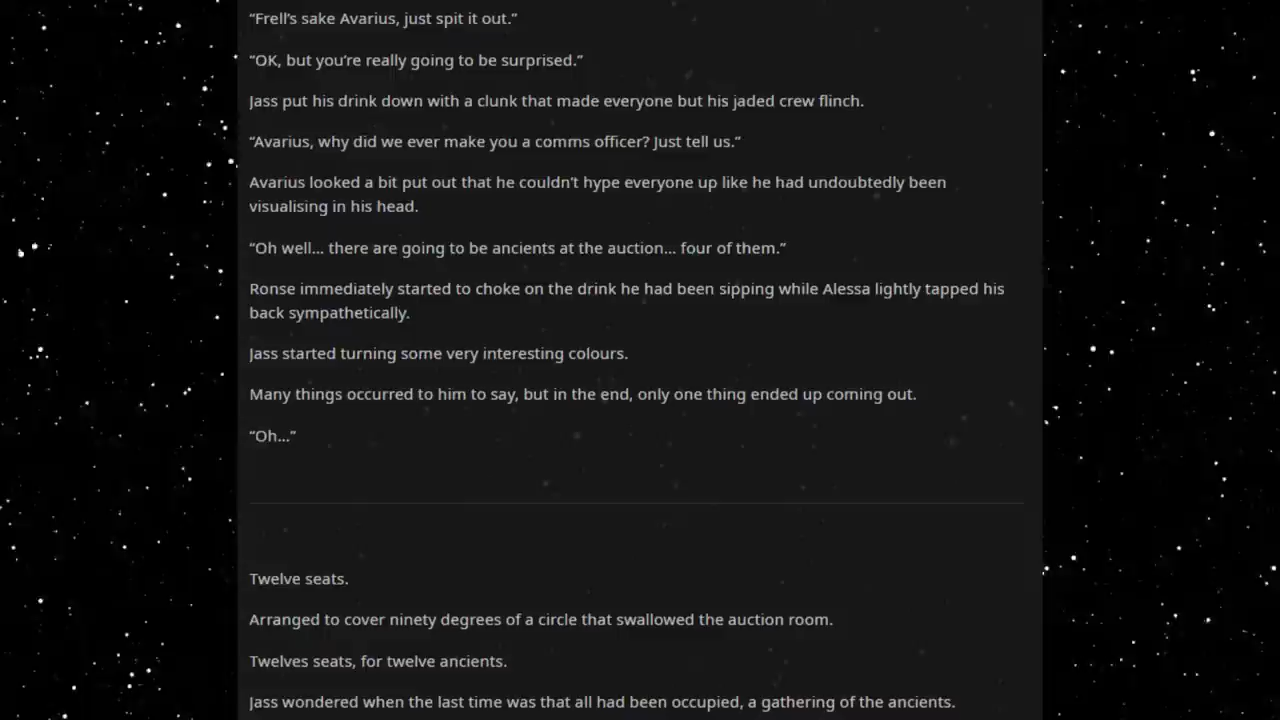 “Frell’s sake Avarius, just spit it out.”
“OK, but you’re really going to be surprised.”
Jass put his drink down with a clunk that made everyone but his jaded crew flinch.
“Avarius, why did we ever make you a comms officer? Just tell us.”
Avarius looked a bit put out that he couldn’t hype everyone up like he had undoubtedly been
visualising in his head.
“Oh well… there are going to be ancients at the auction… four of them.”
Ronse immediately started to choke on the drink he had been sipping while Alessa lightly tapped his
back sympathetically.
Jass started turning some very interesting colours.
Many things occurred to him to say, but in the end, only one thing ended up coming out.
“Oh…”
Twelve seats.
Arranged to cover ninety degrees of a circle that swallowed the auction room.
Twelves seats, for twelve ancients.
Jass wondered when the last time was that all had been occupied, a gathering of the ancients.